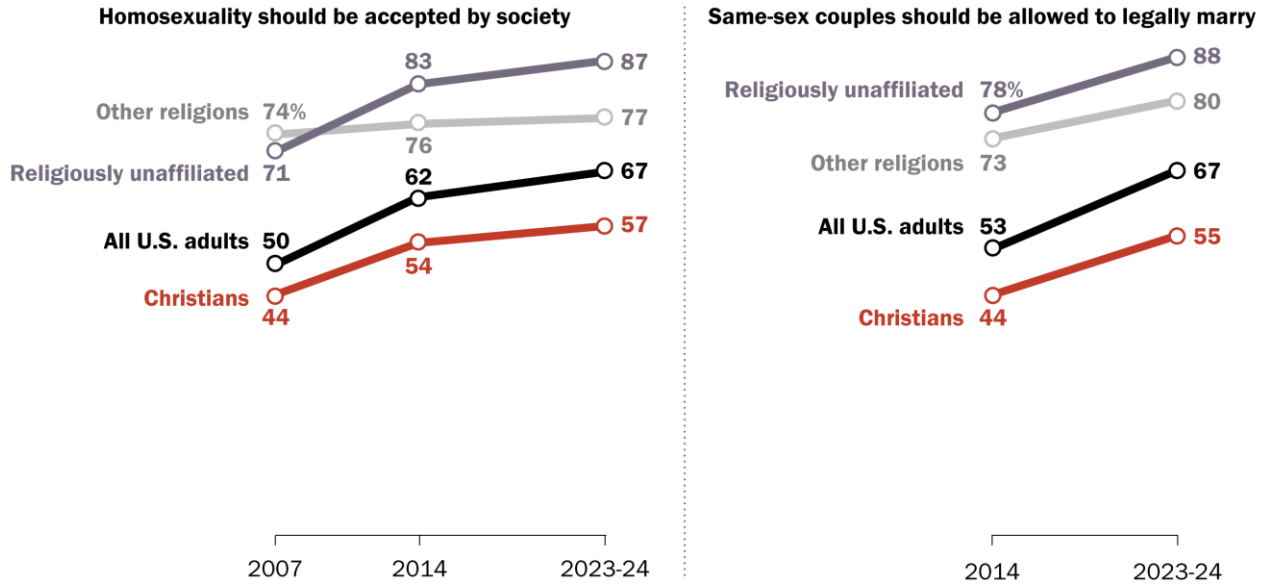 Homosexuality should be accepted by society
83
87
Other religions 74%
77
76
Religiously unaffiliated 71
62
67
All U.S. adults 50
57
54
Christians
44
2007 2014 2023-24
Same-sex couples should be allowed to legally marry
88
Religiously unaffiliated 78%
80
Other religions 73
67
All U.S. adults 53
55
Christians 44
2014 2023-24